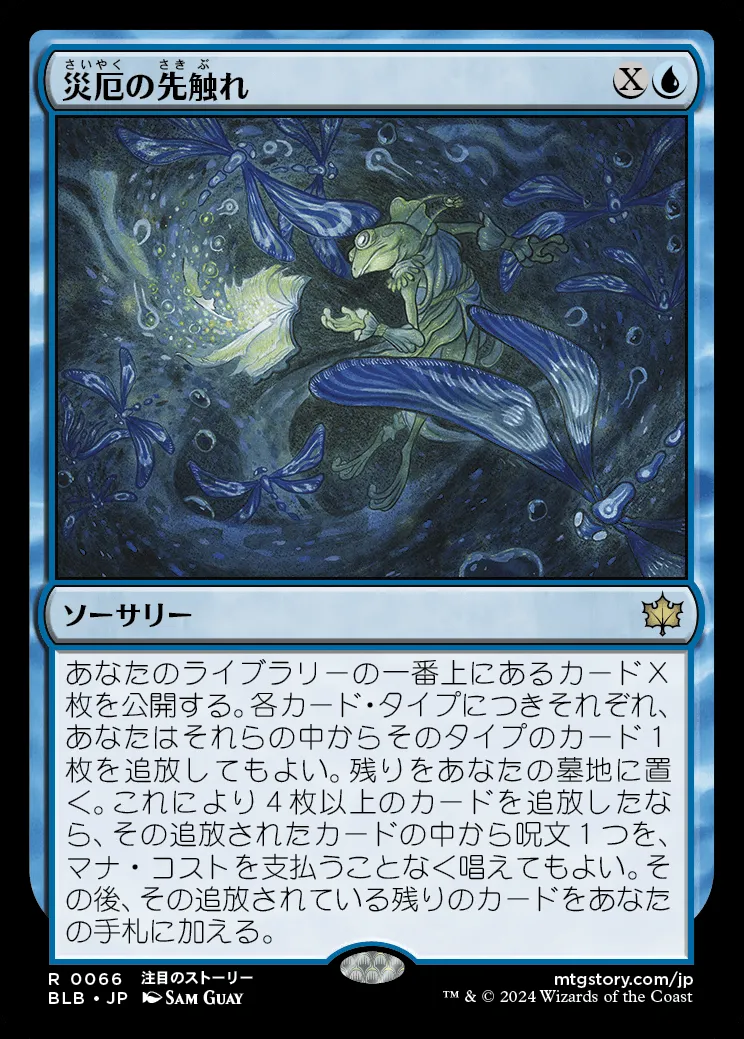 さいやく さきぶ
災厄の先触れ
X
ソーサリー
あなたのライブラリーの一番上にあるカードX
枚を公開する。各カード・タイプにつきそれぞれ、
あなたはそれらの中からそのタイプのカード１
枚を追放してもよい。残りをあなたの墓地に置
く。これにより４枚以上のカードを追放したな
ら、その追放されたカードの中から呪文１つを、
マナ・コストを支払うことなく唱えてもよい。そ
の後、その追放されている残りのカードをあなた
の手札に加える。
R 0066 注目のストーリー
BLB • JP SAM GUAY
mtgstory.com/jp
™ & © 2024 Wizards of the Coast